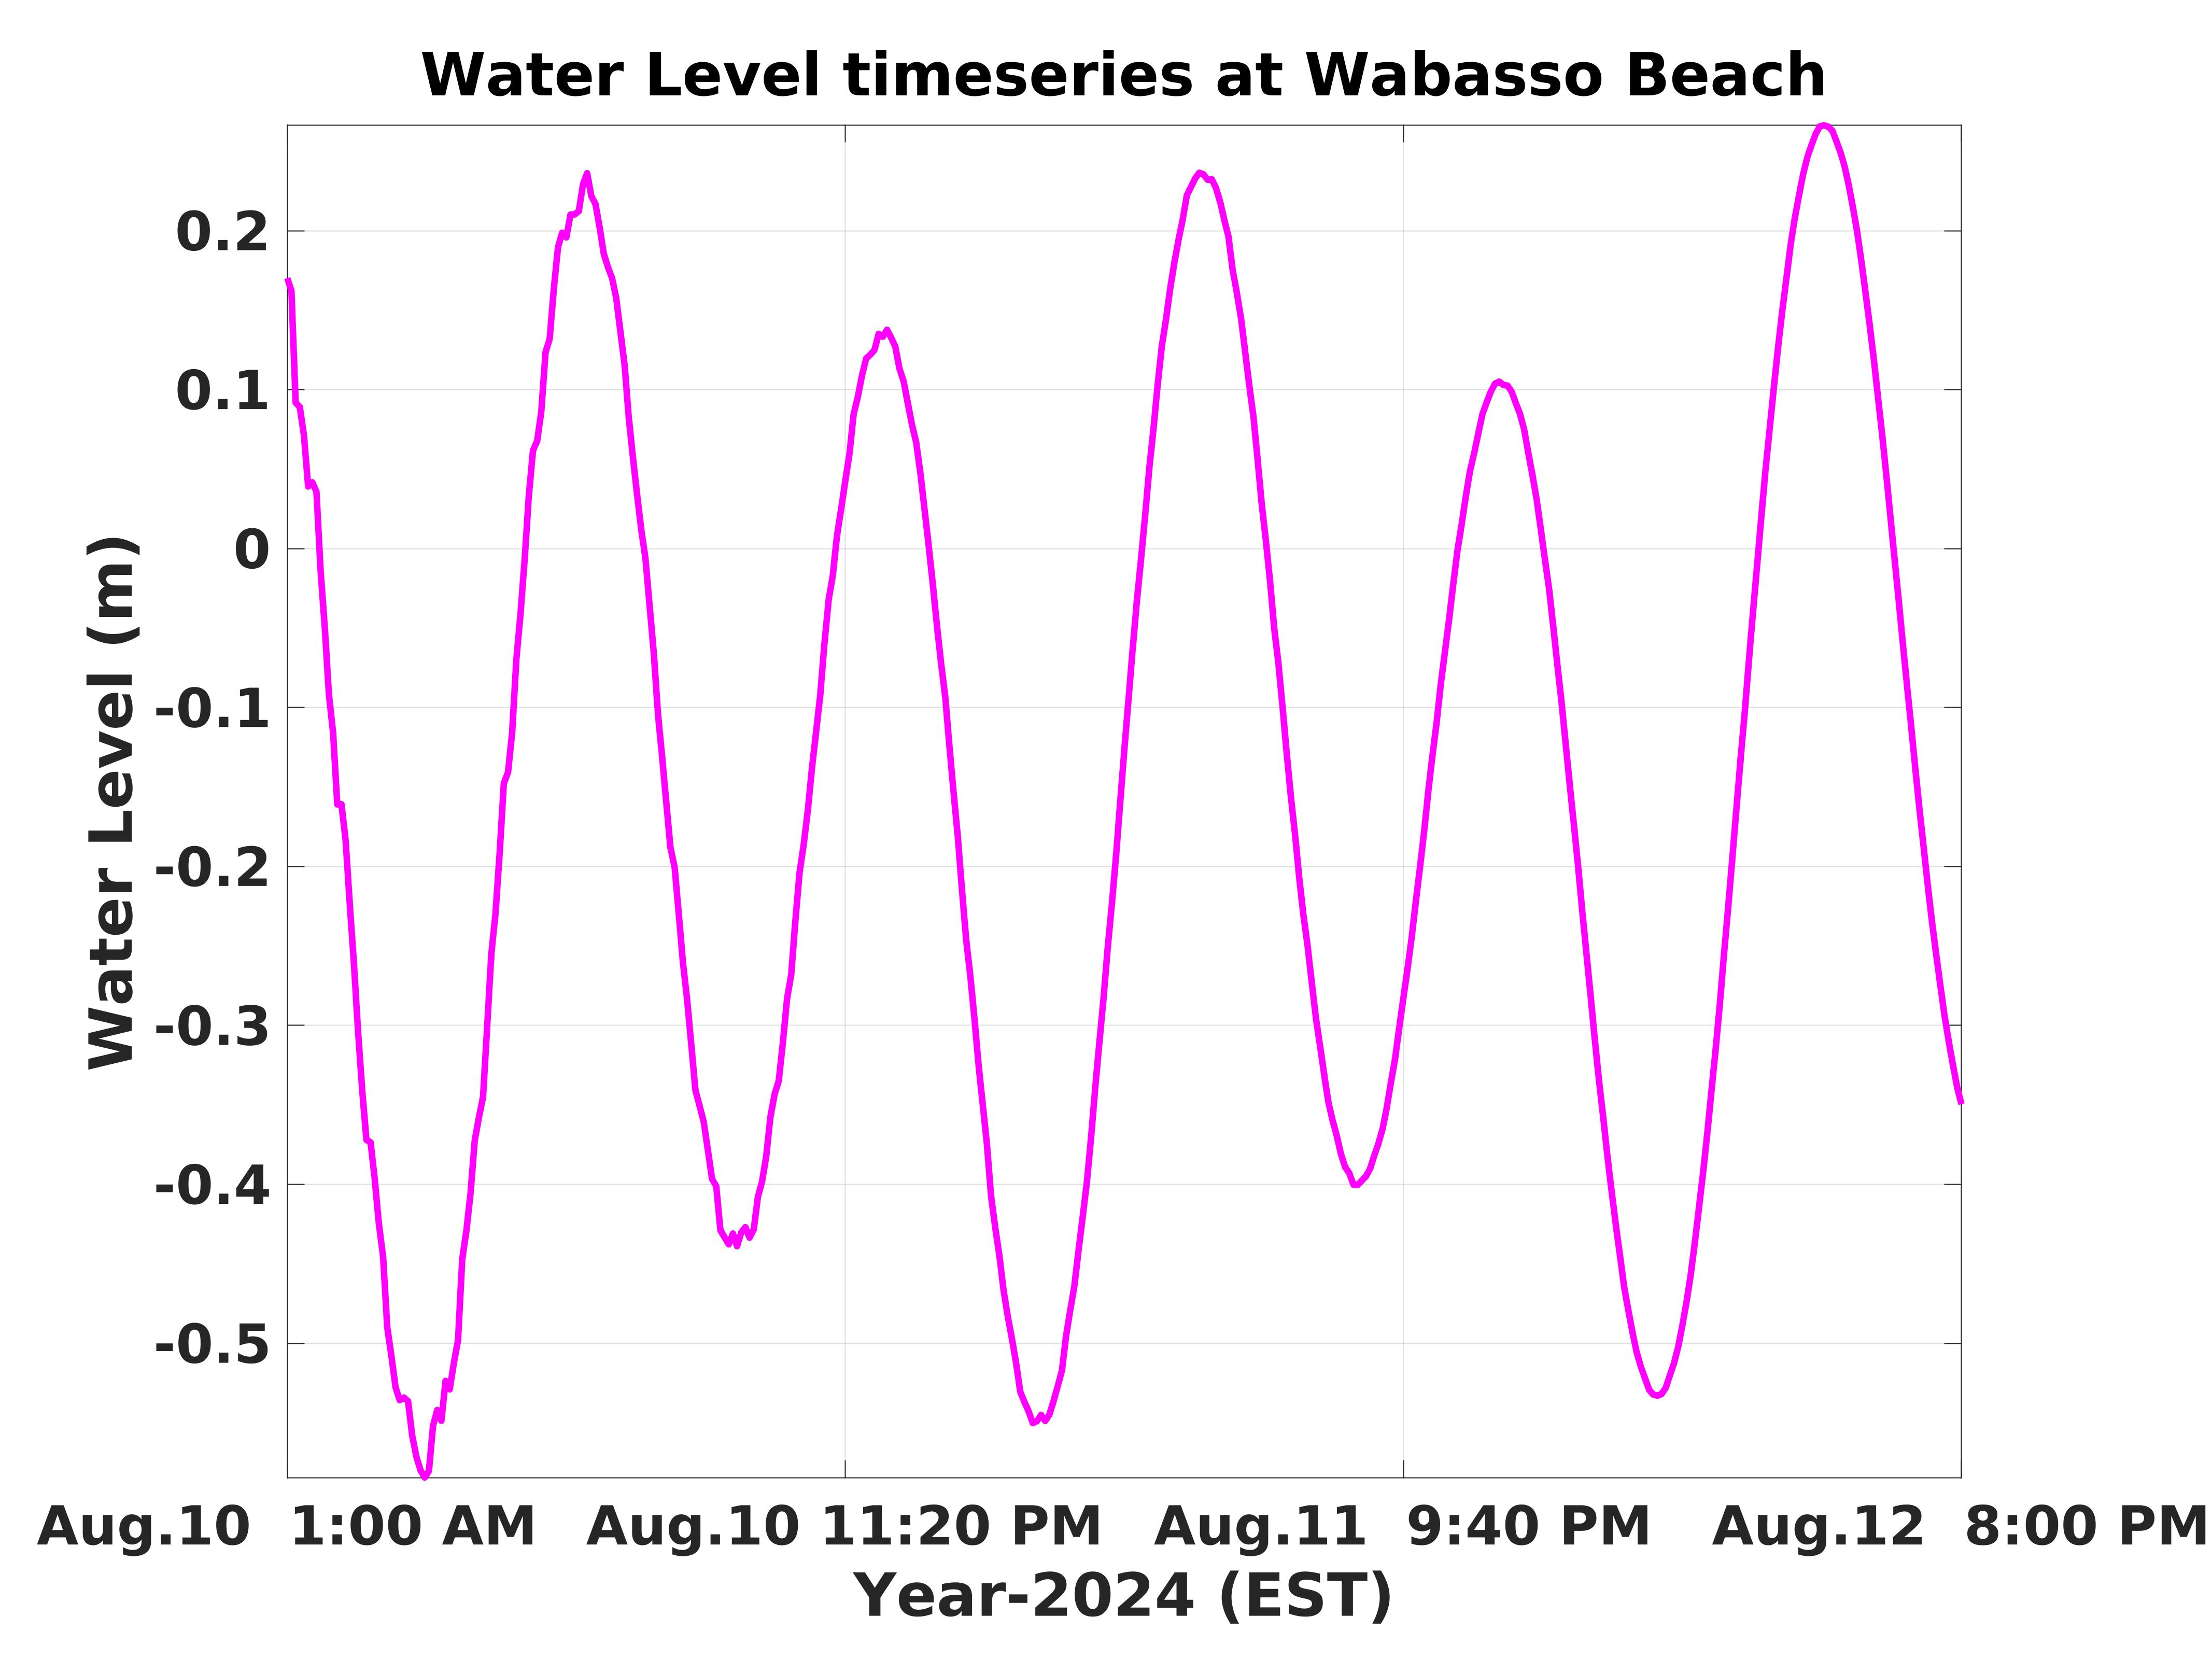 Water Level timeseries at Wabasso Beach
0.2
0.1
0
-0.1
-0.2
-0.3
-0.4
-0.5
Water Level (m)
Aug.10 1:00 AM Aug.10 11:20 PM Aug.11 9:40 PM Aug.12 8:00 PM
Year-2024 (EST)